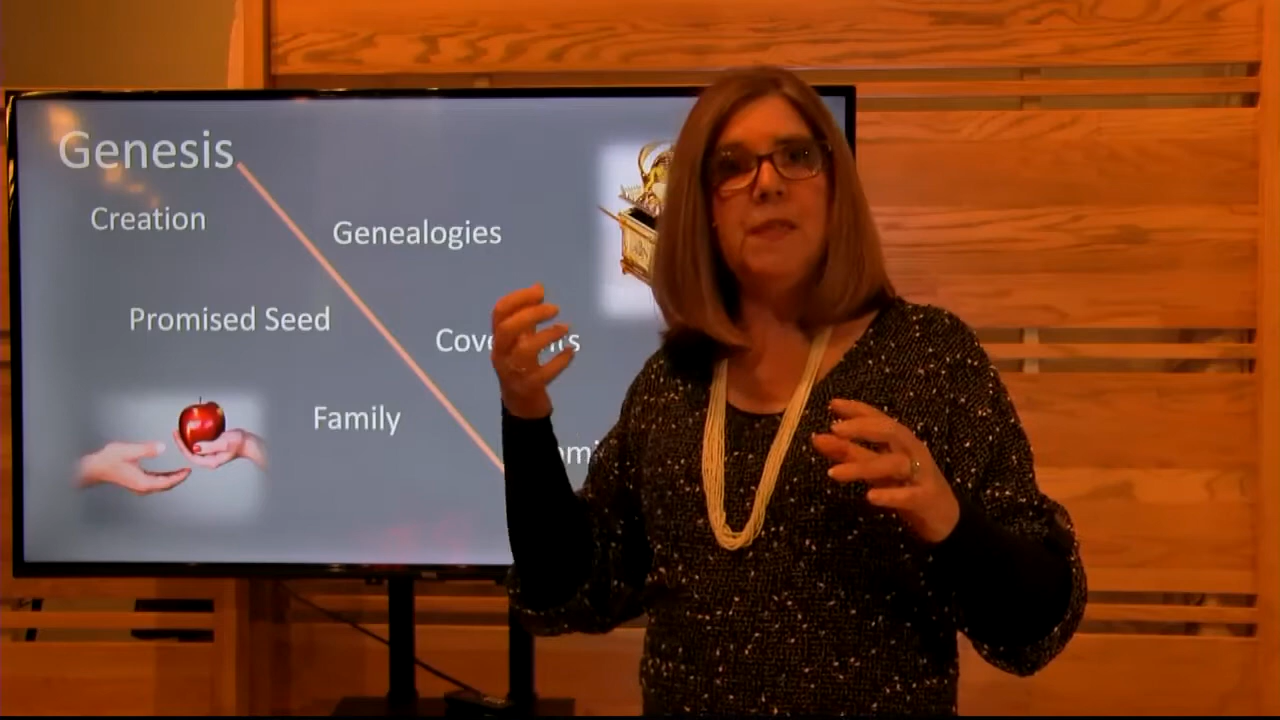 Genesis
Creation
Genealogies
Promised Seed
Family